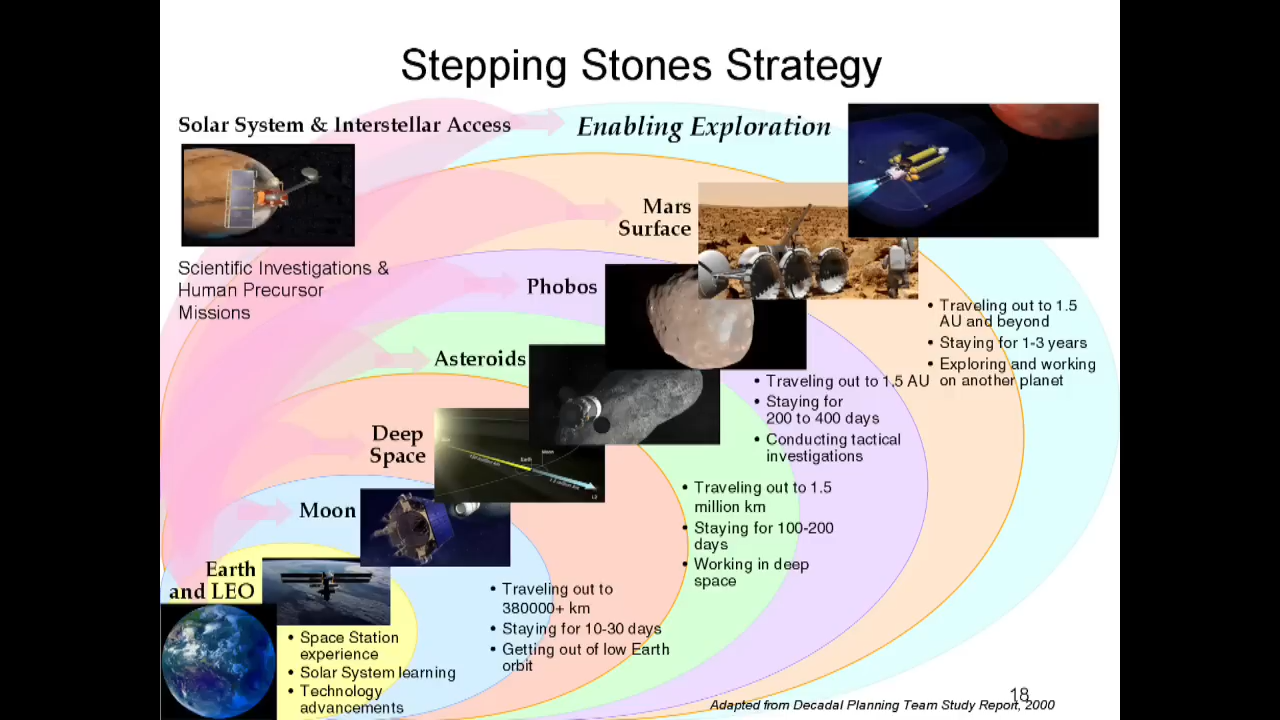 Stepping Stones Strategy
Solar System & Interstellar Access
Enabling Exploration
Scientific Investigations &
Human Precursor
Missions
Mars
Surface
Phobos
Asteroids
Deep
Space
Moon
Earth
and LEO
• Traveling out to 1.5
AU and beyond
• Staying for 1-3 years
• Exploring and working
on another planet
• Traveling out to 1.5 AU
• Staying for
200 to 400 days
• Conducting tactical
investigations
• Traveling out to 1.5
million km
• Staying for 100-200
days
• Working in deep
space
• Traveling out to
380000+ km
• Staying for 10-30 days
• Getting out of low Earth
orbit
• Space Station
experience
• Solar System learning
• Technology
advancements
Earth
Moon
L2
18
Adapted from Decadal Planning Team Study Report, 2000